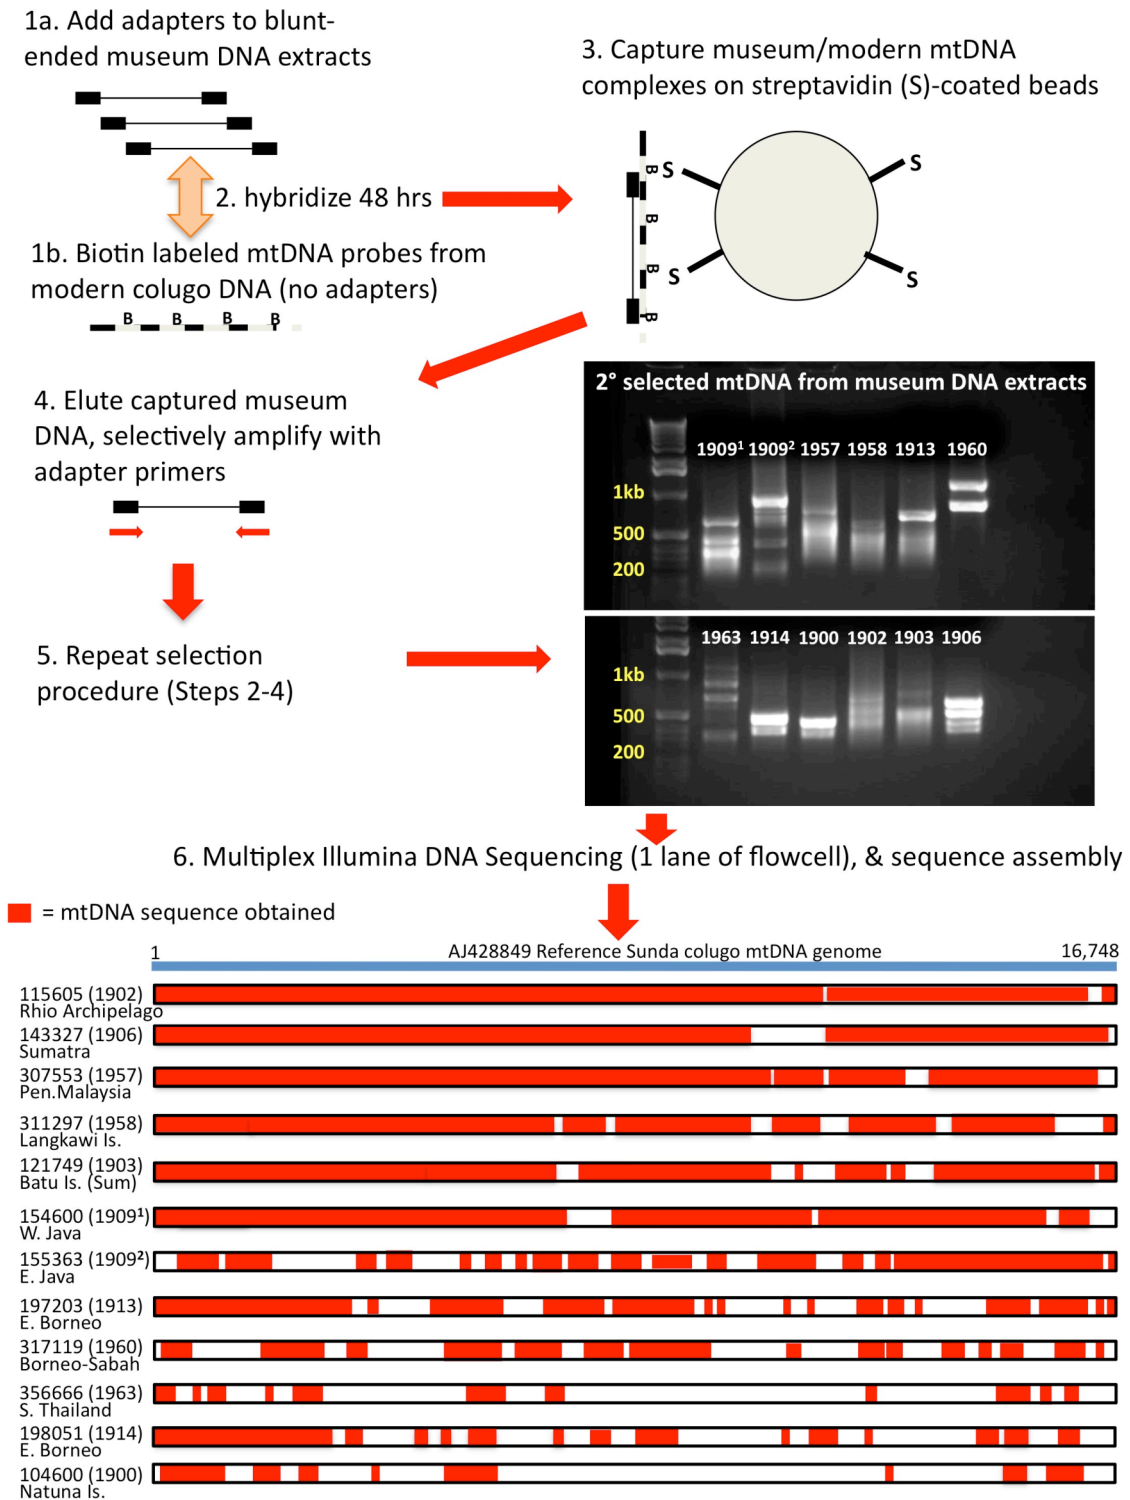 1a. Add adapters to blunt-
ended museum DNA extracts
2. hybridize 48 hrs
1b. Biotin labeled mtDNA probes from
modern colugo DNA (no adapters)
B B B B
3. Capture museum/modern mtDNA
complexes on streptavidin (S)-coated beads
B S S
B
B S S
B
4. Elute captured museum
DNA, selectively amplify with
adapter primers
5. Repeat selection
procedure (Steps 2-4)
2° selected mtDNA from museum DNA extracts
1909¹ 1909² 1957 1958 1913 1960
1kb
500
200
1963 1914 1900 1902 1903 1906
1kb
500
200
6. Multiplex Illumina DNA Sequencing (1 lane of flowcell), & sequence assembly
= mtDNA sequence obtained
1 AJ428849 Reference Sunda colugo mtDNA genome 16,748
115605 (1902)
Rhio Archipelago
143327 (1906)
Sumatra
307553 (1957)
Pen.Malaysia
311297 (1958)
Langkawi Is.
121749 (1903)
Batu Is. (Sum)
154600 (1909¹)
W. Java
155363 (1909²)
E. Java
197203 (1913)
E. Borneo
317119 (1960)
Borneo-Sabah
356666 (1963)
S. Thailand
198051 (1914)
E. Borneo
104600 (1900)
Natuna Is.